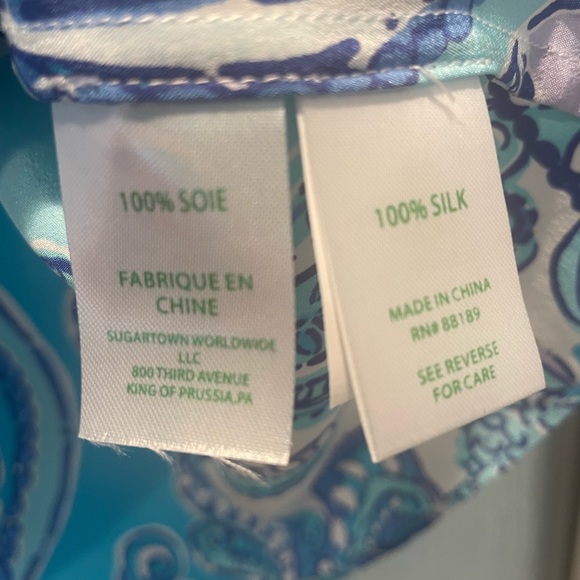 100% SOIE
FABRIQUE EN
CHINE
SUGARTOWN WORLDWIDE
LLC
800 THIRD AVENUE
KING OF PRUSSIA,PA
100% SILK
MADE IN CHINA
RN# 88189
SEE REVERSE
FOR CARE